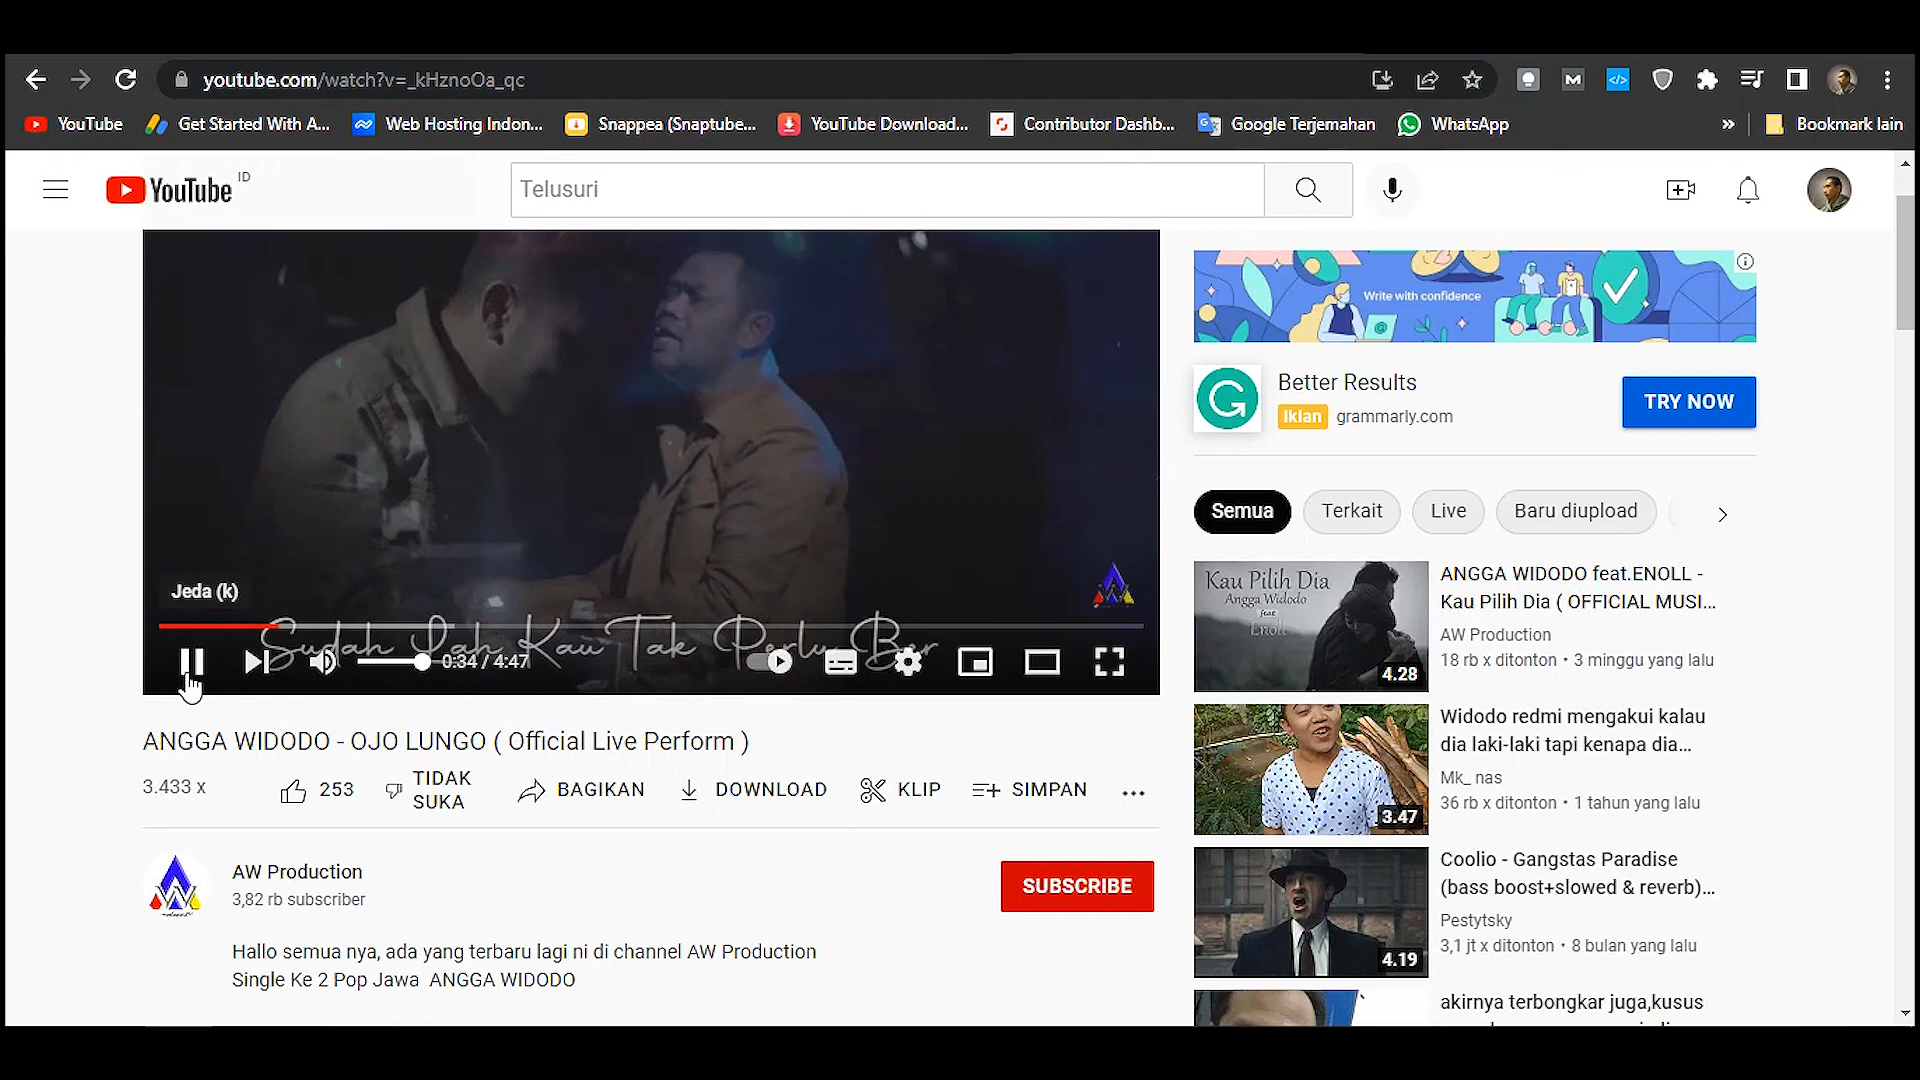 youtube.com/watch?v=_kHznoOa_qc
YouTube
Get Started With A...
Web Hosting Indon...
Snappea (Snaptube...
YouTube Download...
Contributor Dashb...
Google Terjemahan
WhatsApp
»
Bookmark lain
YouTube ID
Telusuri
Jeda (k)
Sudah Lah Kau Tak Perlu Ber
0:34 / 4:47
ANGGA WIDODO - OJO LUNGO ( Official Live Perform )
3.433 x
253
TIDAK
SUKA
BAGIKAN
DOWNLOAD
KLIP
SIMPAN
AW Production
3,82 rb subscriber
SUBSCRIBE
Hallo semua nya, ada yang terbaru lagi ni di channel AW Production
Single Ke 2 Pop Jawa ANGGA WIDODO
Write with confidence
Better Results
Iklan grammarly.com
TRY NOW
Semua
Terkait
Live
Baru diupload
Kau Pilih Dia
Angga Widodo
feat
Enoll
4.28
ANGGA WIDODO feat.ENOLL -
Kau Pilih Dia ( OFFICIAL MUSI...
AW Production
18 rb x ditonton • 3 minggu yang lalu
3.47
Widodo redmi mengakui kalau
dia laki-laki tapi kenapa dia...
Mk_ nas
36 rb x ditonton • 1 tahun yang lalu
4.19
Coolio - Gangstas Paradise
(bass boost+slowed & reverb)...
Pestytsky
3,1 jt x ditonton • 8 bulan yang lalu
akirnya terbongkar juga,kusus